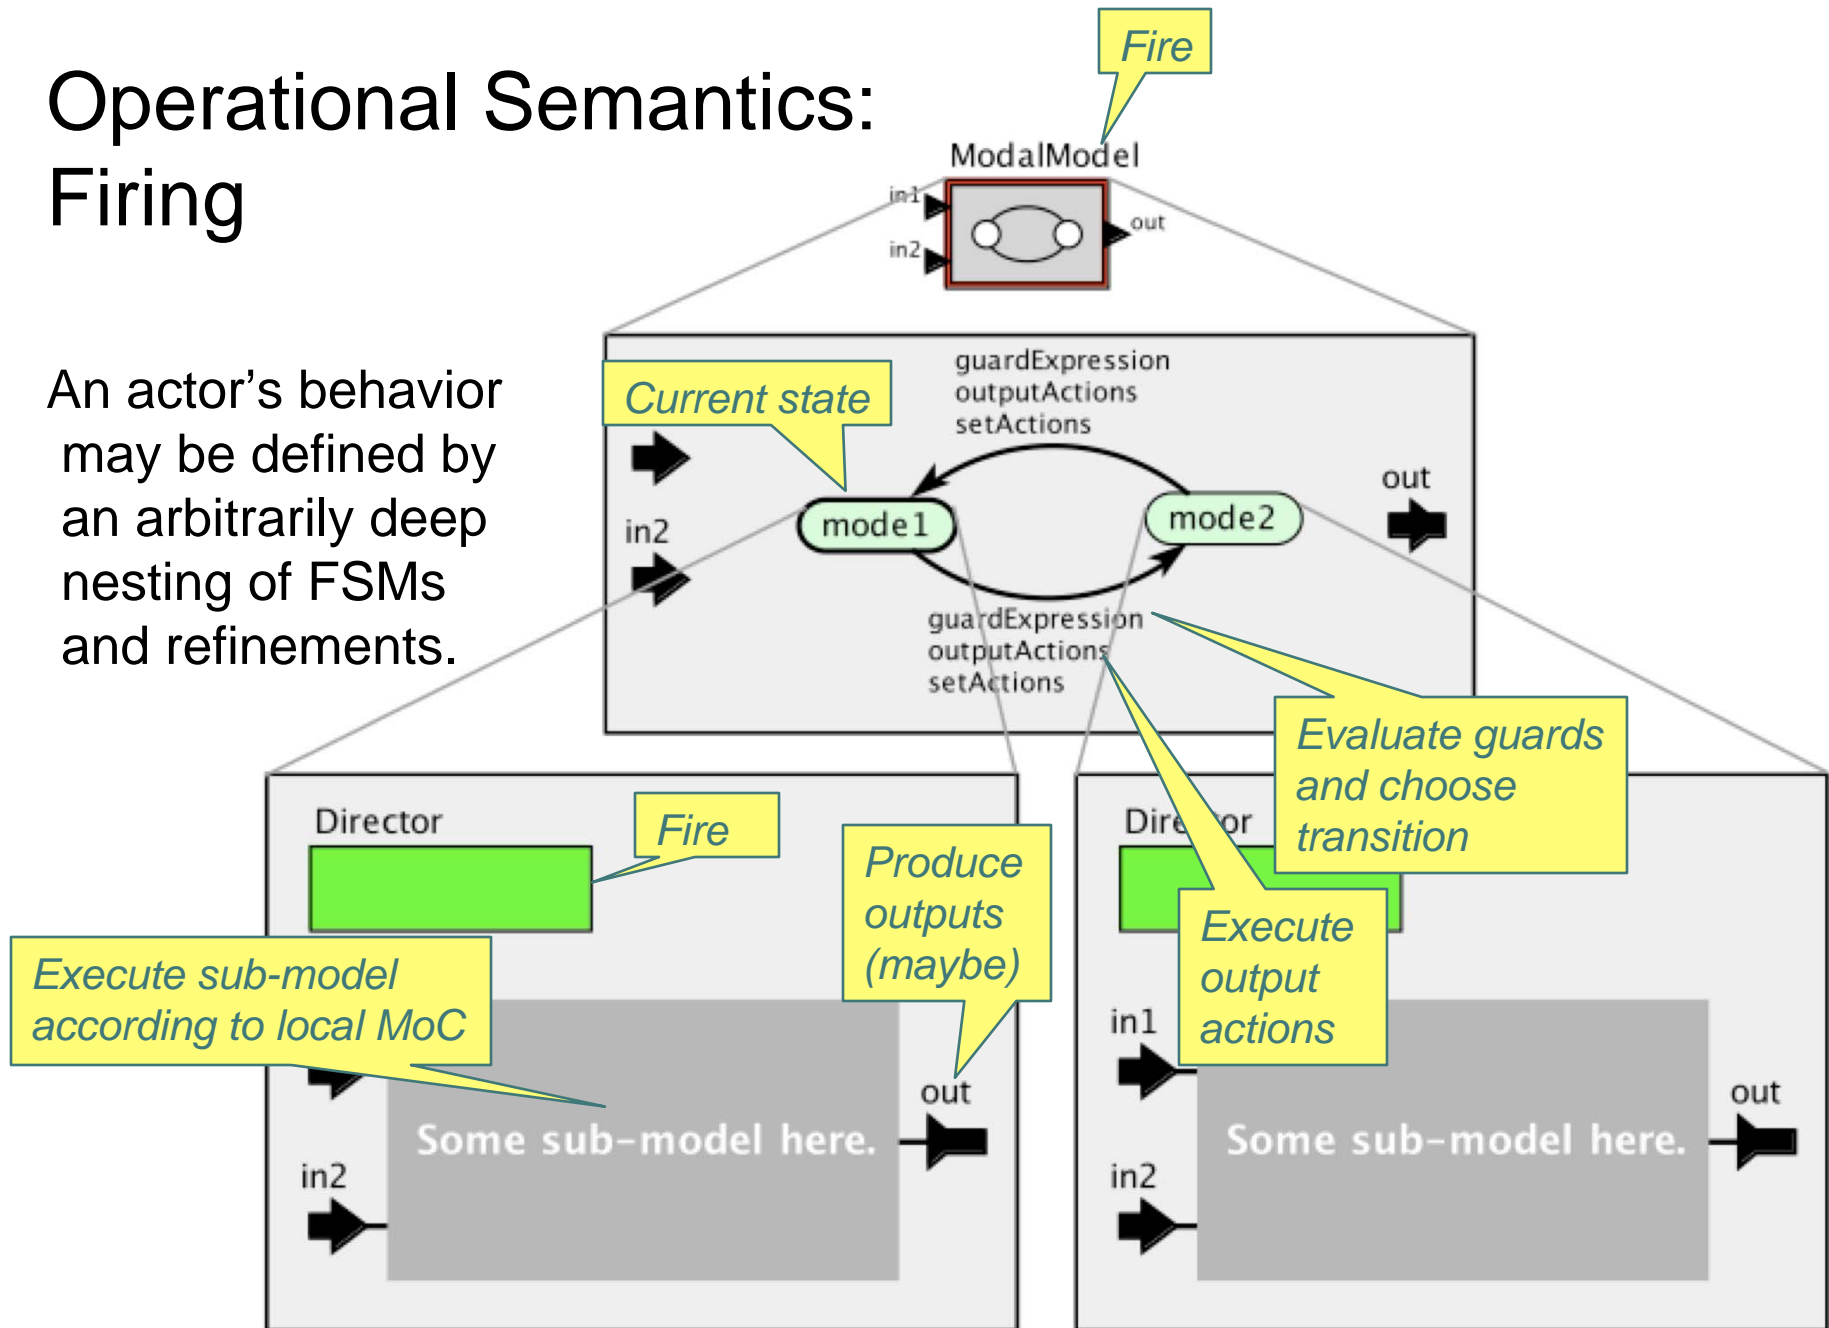 Operational Semantics:
Firing
Fire
ModalModel
in1
in2
out
An actor's behavior
may be defined by
an arbitrarily deep
nesting of FSMs
and refinements.
Current state
guardExpression
outputActions
setActions
in2
mode1
mode2
out
guardExpression
outputActions
setActions
Evaluate guards
and choose
transition
Director
Fire
Produce
outputs
(maybe)
Execute sub-model
according to local MoC
Some sub-model here.
in2
out
Director
Execute
output
actions
in1
Some sub-model here.
in2
out